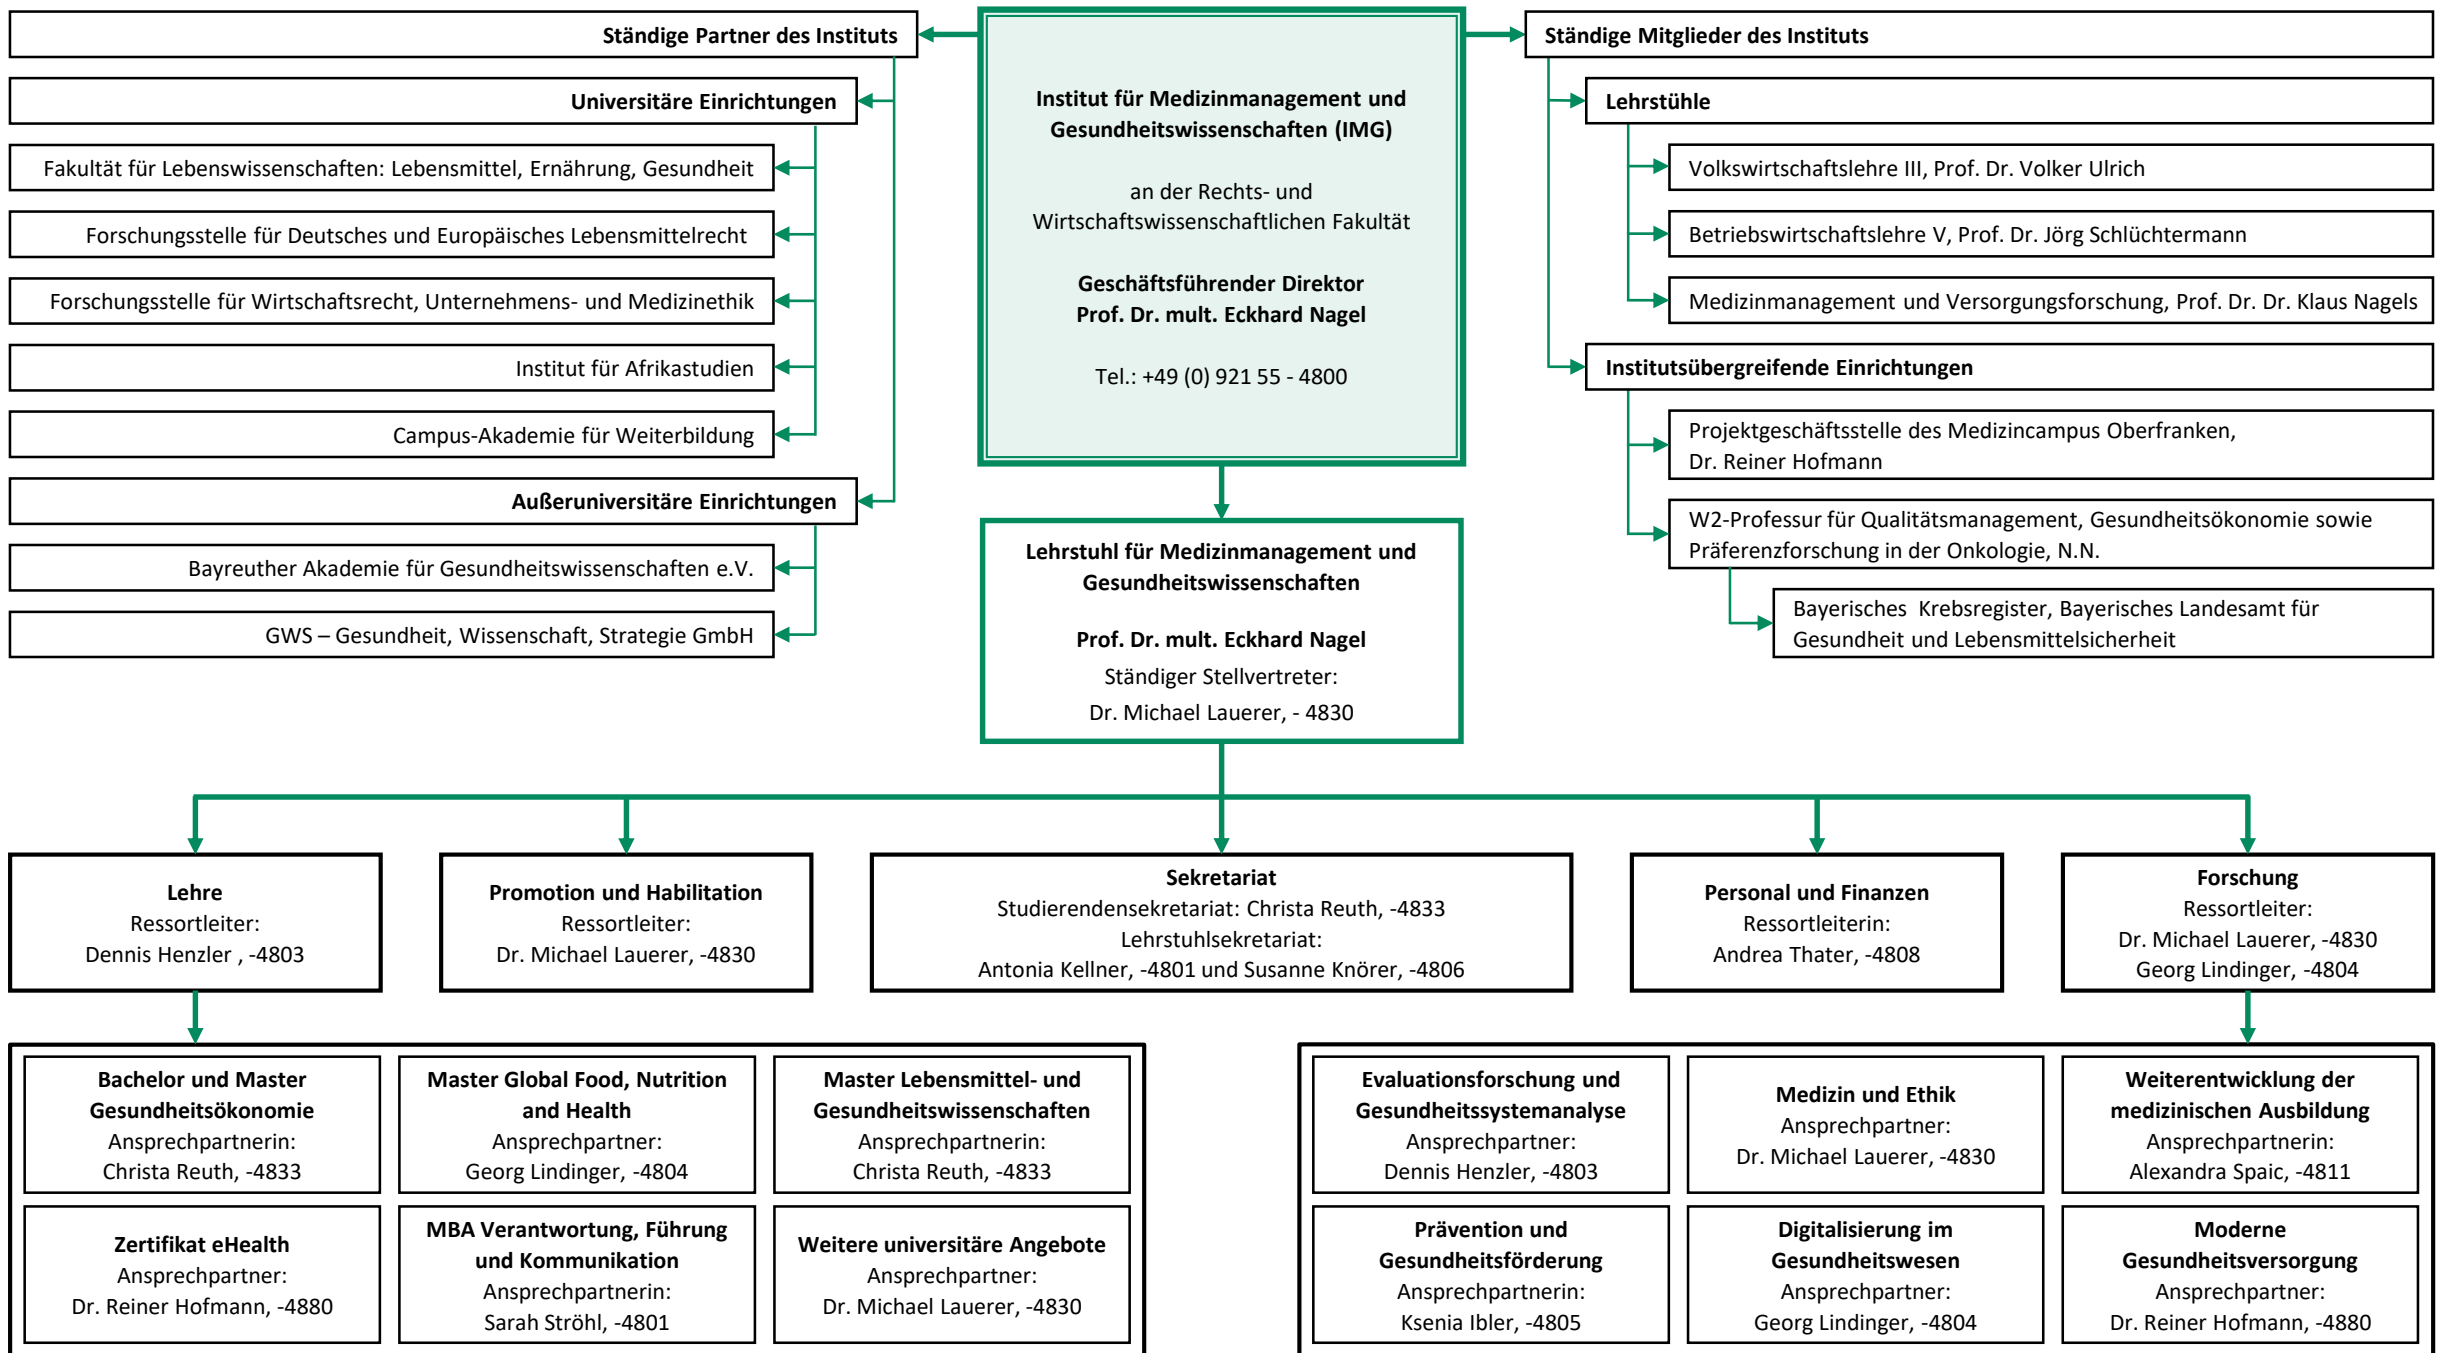 Ständige Partner des Instituts
Universitäre Einrichtungen
Fakultät für Lebenswissenschaften: Lebensmittel, Ernährung, Gesundheit
Forschungsstelle für Deutsches und Europäisches Lebensmittelrecht
Forschungsstelle für Wirtschaftsrecht, Unternehmens- und Medizinethik
Institut für Afrikastudien
Campus-Akademie für Weiterbildung
Außeruniversitäre Einrichtungen
Bayreuther Akademie für Gesundheitswissenschaften e.V.
GWS – Gesundheit, Wissenschaft, Strategie GmbH
Institut für Medizinmanagement und
Gesundheitswissenschaften (IMG)
an der Rechts- und
Wirtschaftswissenschaftlichen Fakultät
Geschäftsführender Direktor
Prof. Dr. mult. Eckhard Nagel
Tel.: +49 (0) 921 55 - 4800
Ständige Mitglieder des Instituts
Lehrstühle
Volkswirtschaftslehre III, Prof. Dr. Volker Ulrich
Betriebswirtschaftslehre V, Prof. Dr. Jörg Schlüchtermann
Medizinmanagement und Versorgungsforschung, Prof. Dr. Dr. Klaus Nagels
Institutsübergreifende Einrichtungen
Projektgeschäftsstelle des Medizincampus Oberfranken,
Dr. Reiner Hofmann
W2-Professur für Qualitätsmanagement, Gesundheitsökonomie sowie
Präferenzforschung in der Onkologie, N.N.
Bayerisches  Krebsregister, Bayerisches Landesamt für
Gesundheit und Lebensmittelsicherheit
Lehrstuhl für Medizinmanagement und
Gesundheitswissenschaften
Prof. Dr. mult. Eckhard Nagel
Ständiger Stellvertreter:
Dr. Michael Lauerer, - 4830
Lehre
Ressortleiter:
Dennis Henzler , -4803
Promotion und Habilitation
Ressortleiter:
Dr. Michael Lauerer, -4830
Sekretariat
Studierendensekretariat: Christa Reuth, -4833
Lehrstuhlsekretariat:
Antonia Kellner, -4801 und Susanne Knörer, -4806
Personal und Finanzen
Ressortleiterin:
Andrea Thater, -4808
Forschung
Ressortleiter:
Dr. Michael Lauerer, -4830
Georg Lindinger, -4804
Bachelor und Master
Gesundheitsökonomie
Ansprechpartnerin:
Christa Reuth, -4833
Master Global Food, Nutrition
and Health
Ansprechpartner:
Georg Lindinger, -4804
Master Lebensmittel- und
Gesundheitswissenschaften
Ansprechpartnerin:
Christa Reuth, -4833
Zertifikat eHealth
Ansprechpartner:
Dr. Reiner Hofmann, -4880
MBA Verantwortung, Führung
und Kommunikation
Ansprechpartnerin:
Sarah Ströhl, -4801
Weitere universitäre Angebote
Ansprechpartner:
Dr. Michael Lauerer, -4830
Evaluationsforschung und
Gesundheitssystemanalyse
Ansprechpartner:
Dennis Henzler, -4803
Medizin und Ethik
Ansprechpartner:
Dr. Michael Lauerer, -4830
Weiterentwicklung der
medizinischen Ausbildung
Ansprechpartnerin:
Alexandra Spaic, -4811
Prävention und
Gesundheitsförderung
Ansprechpartnerin:
Ksenia Ibler, -4805
Digitalisierung im
Gesundheitswesen
Ansprechpartner:
Georg Lindinger, -4804
Moderne
Gesundheitsversorgung
Ansprechpartner:
Dr. Reiner Hofmann, -4880